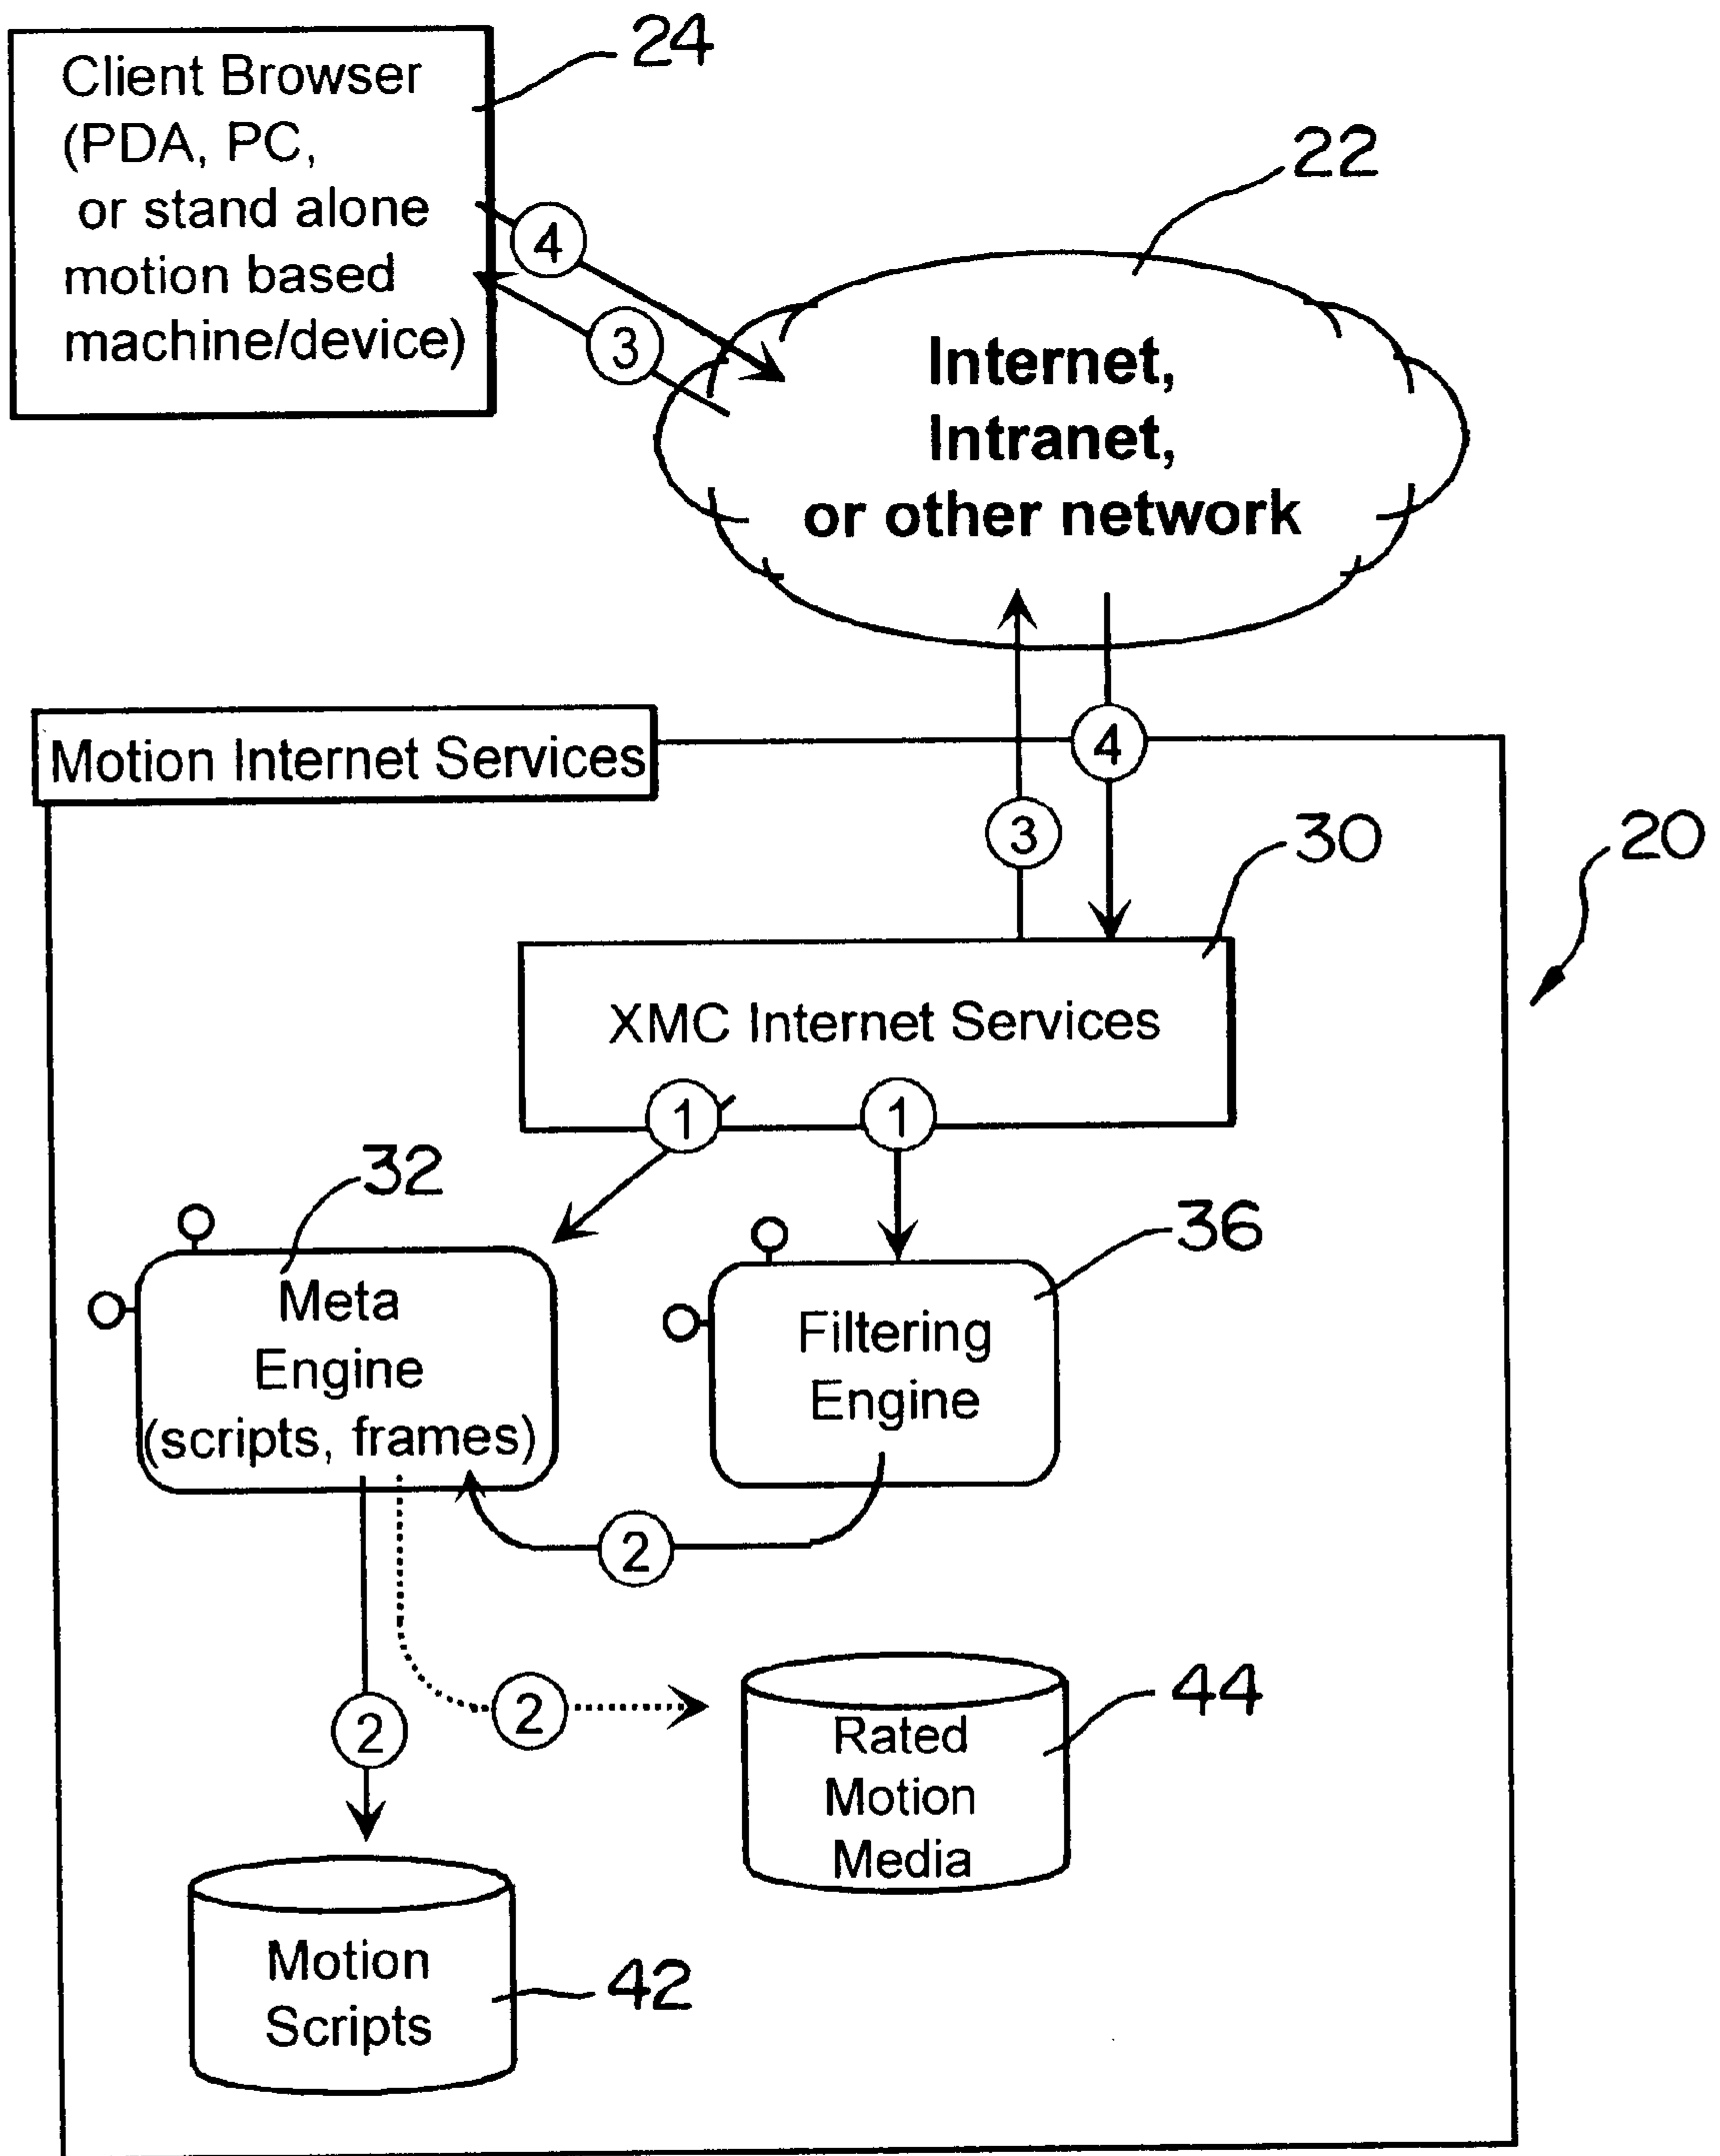 24
Client Browser
(PDA, PC,
or stand alone
motion based
machine/device)
22
4
3
Internet,
Intranet,
or other network
Motion Internet Services
4
3
30
20
XMC Internet Services
1
1
32
36
Meta
Engine
(scripts, frames)
Filtering
Engine
2
2
2
44
Rated
Motion
Media
Motion
Scripts
42